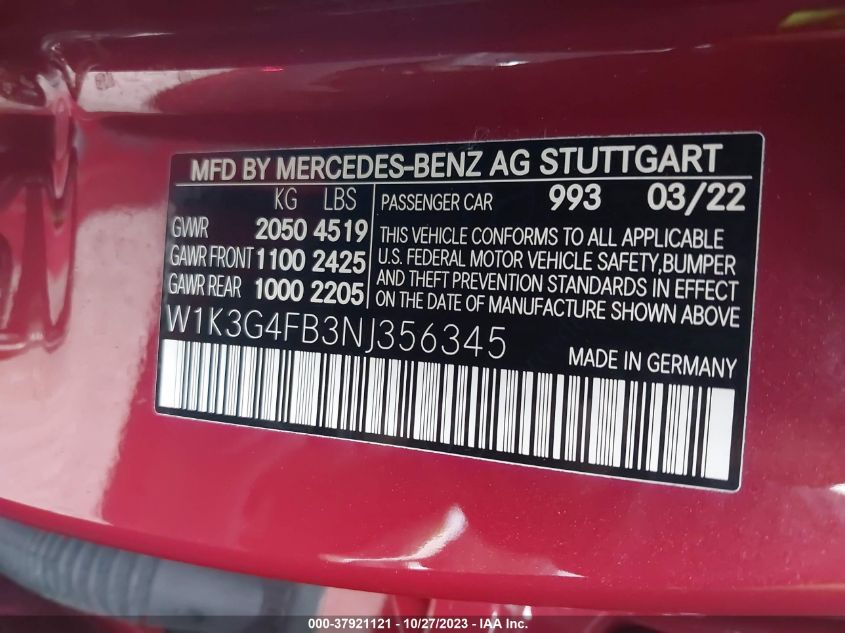 MFD BY MERCEDES-BENZ AG STUTTGART
KG LBS
GVWR 2050 4519
GAWR FRONT 1100 2425
GAWR REAR 1000 2205
PASSENGER CAR 993 03/22
THIS VEHICLE CONFORMS TO ALL APPLICABLE
U.S. FEDERAL MOTOR VEHICLE SAFETY,BUMPER
AND THEFT PREVENTION STANDARDS IN EFFECT
ON THE DATE OF MANUFACTURE SHOWN ABOVE
W1K3G4FB3NJ356345
MADE IN GERMANY
000-37921121 - 10/27/2023 - IAA Inc.